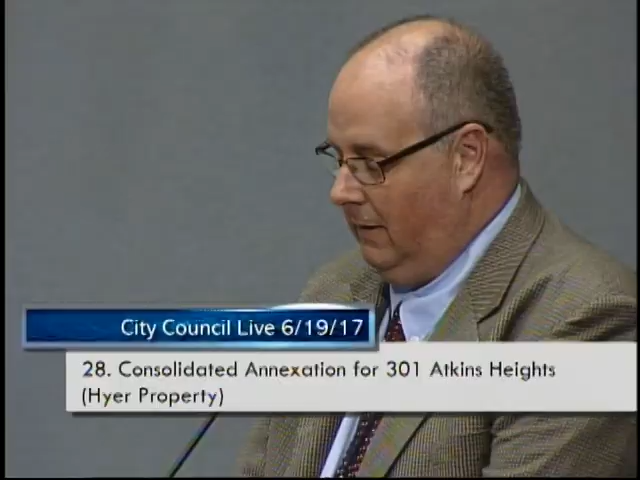 City Council Live 6/19/17
28. Consolidated Annexation for 301 Atkins Heights
(Hyer Property)